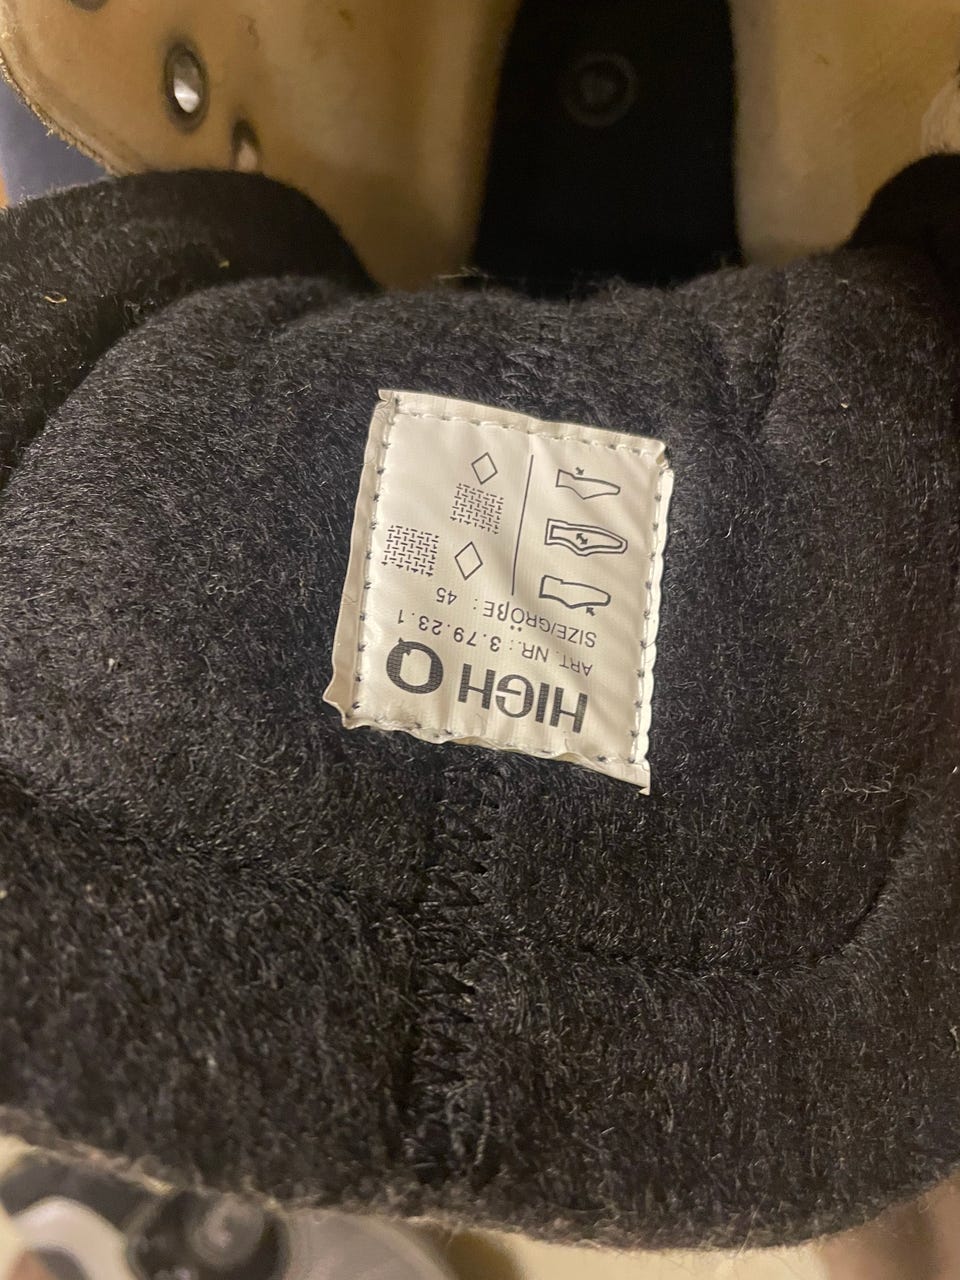 HIGH Q
ART. NR.: 3.79.23.1
SIZE/GRÖßE: 45